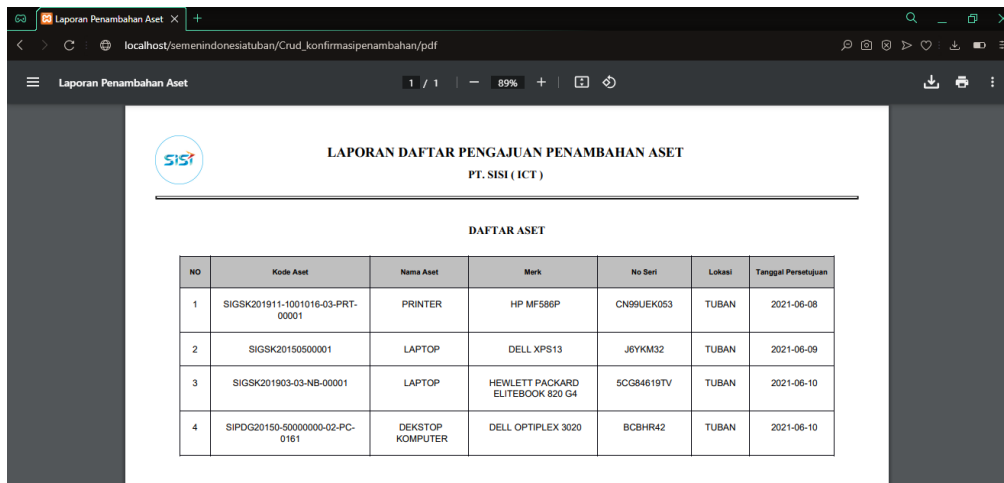 Laporan Penambahan Aset
localhost/semenindonesiatuban/Crud_konfirmasipenambahan/pdf
Laporan Penambahan Aset 1 / 1 89%
SISI
LAPORAN DAFTAR PENGAJUAN PENAMBAHAN ASET
PT. SISI ( ICT )
DAFTAR ASET
NO Kode Aset Nama Aset Merk No Seri Lokasi Tanggal Persetujuan
1 SIGSK201911-1001016-03-PRT- PRINTER HP MF586P CN99UEK053 TUBAN 2021-06-08
00001
2 SIGSK20150500001 LAPTOP DELL XPS13 J6YKM32 TUBAN 2021-06-09
3 SIGSK201903-03-NB-00001 LAPTOP HEWLETT PACKARD 5CG84619TV TUBAN 2021-06-10
ELITEBOOK 820 G4
4 SIPDG20150-50000000-02-PC- DEKSTOP DELL OPTIPLEX 3020 BCBHR42 TUBAN 2021-06-10
0161 KOMPUTER